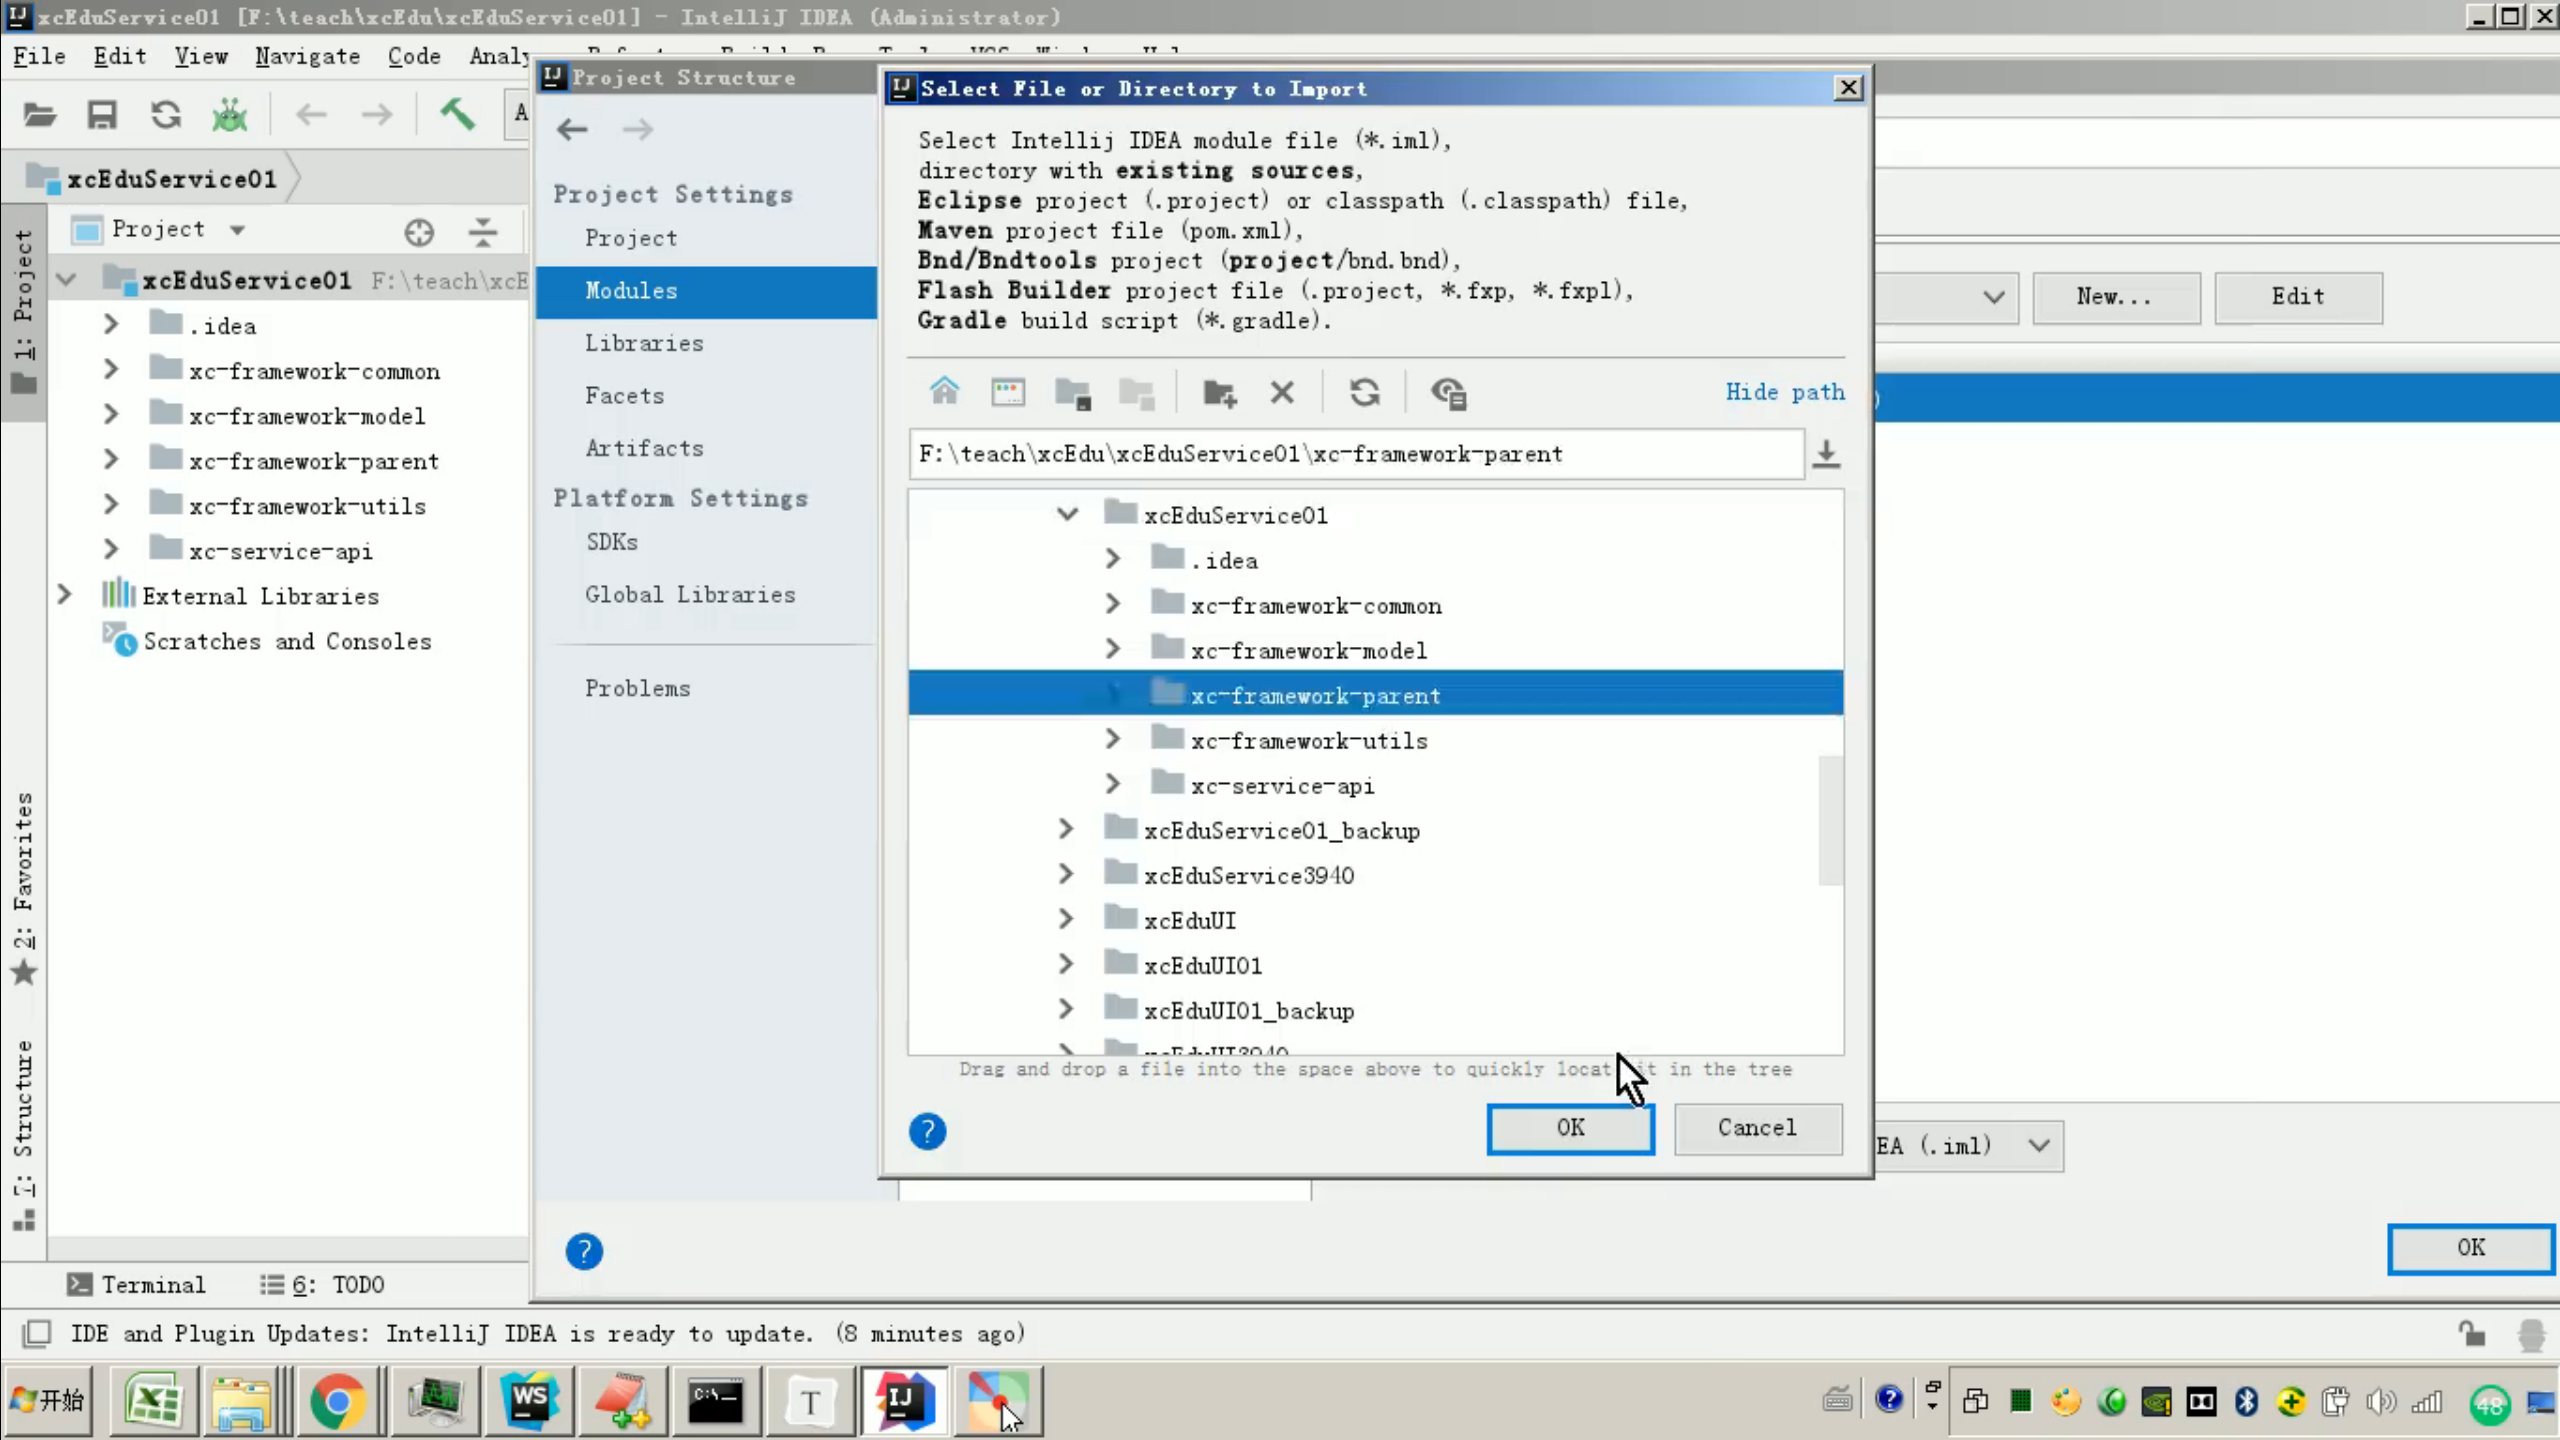 xcEduService01 [F:\teach\xcEdu\xcEduService01] - IntelliJ IDEA (Administrator)
File Edit View Navigate Code
xcEduService01
Project
xcEduService01 F:\teach\xcE
.idea
xc-framework-common
xc-framework-model
xc-framework-parent
xc-framework-utils
xc-service-api
External Libraries
Scratches and Consoles
1: Project
2: Favorites
7: Structure
Project Structure
Project Settings
Project
Modules
Libraries
Facets
Artifacts
Platform Settings
SDKs
Global Libraries
Problems
Select File or Directory to Import
Select Intellij IDEA module file (*.iml),
directory with existing sources,
Eclipse project (.project) or classpath (.classpath) file,
Maven project file (pom.xml),
Bnd/Bndtools project (project/bnd.bnd),
Flash Builder project file (.project, *.fxp, *.fxpl),
Gradle build script (*.gradle).
Hide path
F:\teach\xcEdu\xcEduService01\xc-framework-parent
xcEduService01
.idea
xc-framework-common
xc-framework-model
xc-framework-parent
xc-framework-utils
xc-service-api
xcEduService01_backup
xcEduService3940
xcEduUI
xcEduUI01
xcEduUI01_backup
xcEduUI3940
Drag and drop a file into the space above to quickly locat it in the tree
OK Cancel
New... Edit
EA (.iml)
OK
Terminal 6: TODO
IDE and Plugin Updates: IntelliJ IDEA is ready to update. (8 minutes ago)
开始
WS
C:\_
T
IJ
48